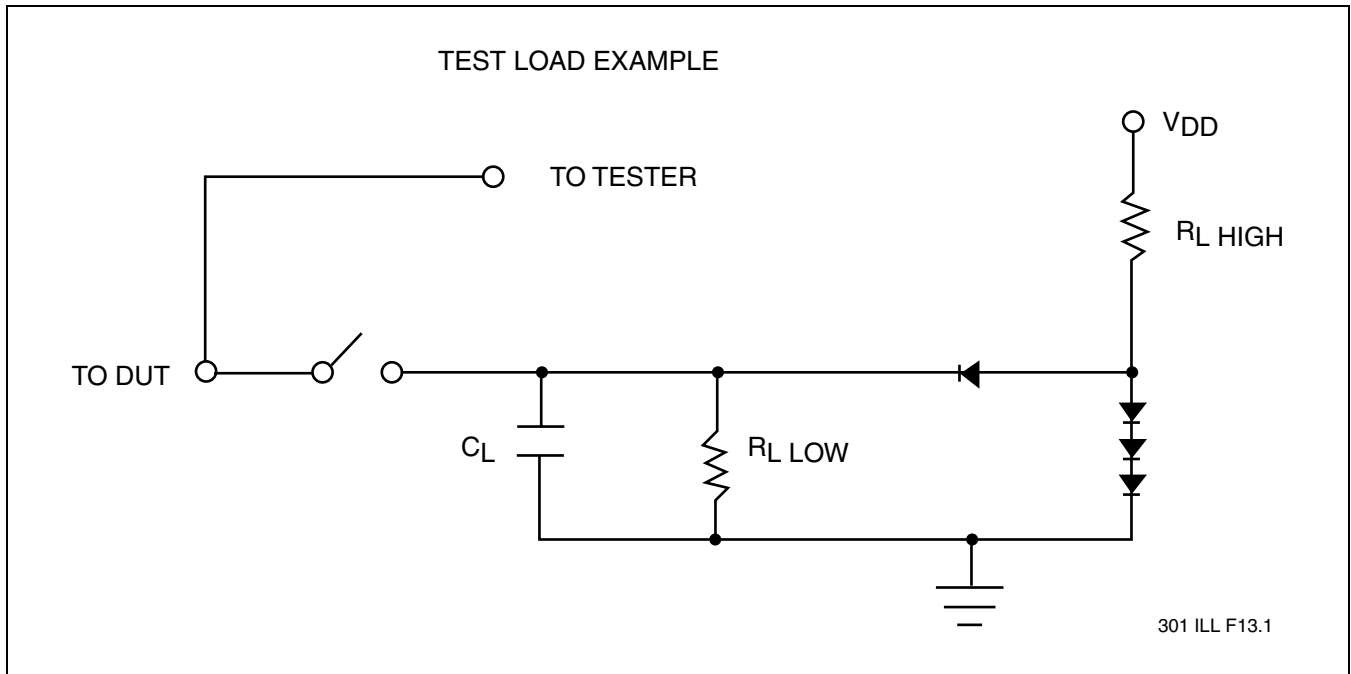 TEST LOAD EXAMPLE
VDD
TO TESTER
RL HIGH
TO DUT
CL
RL LOW
301 ILL F13.1